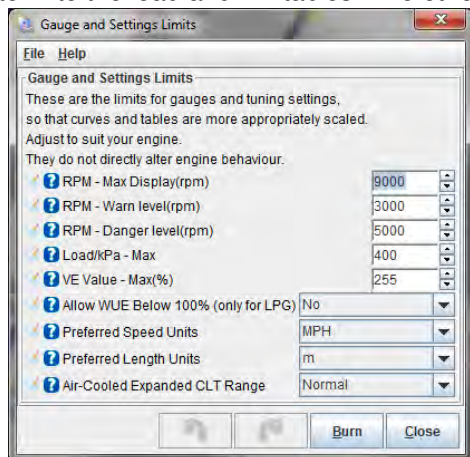 Gauge and Settings Limits
File Help
Gauge and Settings Limits
These are the limits for gauges and tuning settings,
so that curves and tables are more appropriately scaled.
Adjust to suit your engine.
They do not directly alter engine behaviour.
RPM - Max Display(rpm) 9000
RPM - Warn level(rpm) 3000
RPM - Danger level(rpm) 5000
Load/kPa - Max 400
VE Value - Max(%) 255
Allow WUE Below 100% (only for LPG) No
Preferred Speed Units MPH
Preferred Length Units m
Air-Cooled Expanded CLT Range Normal
Burn Close